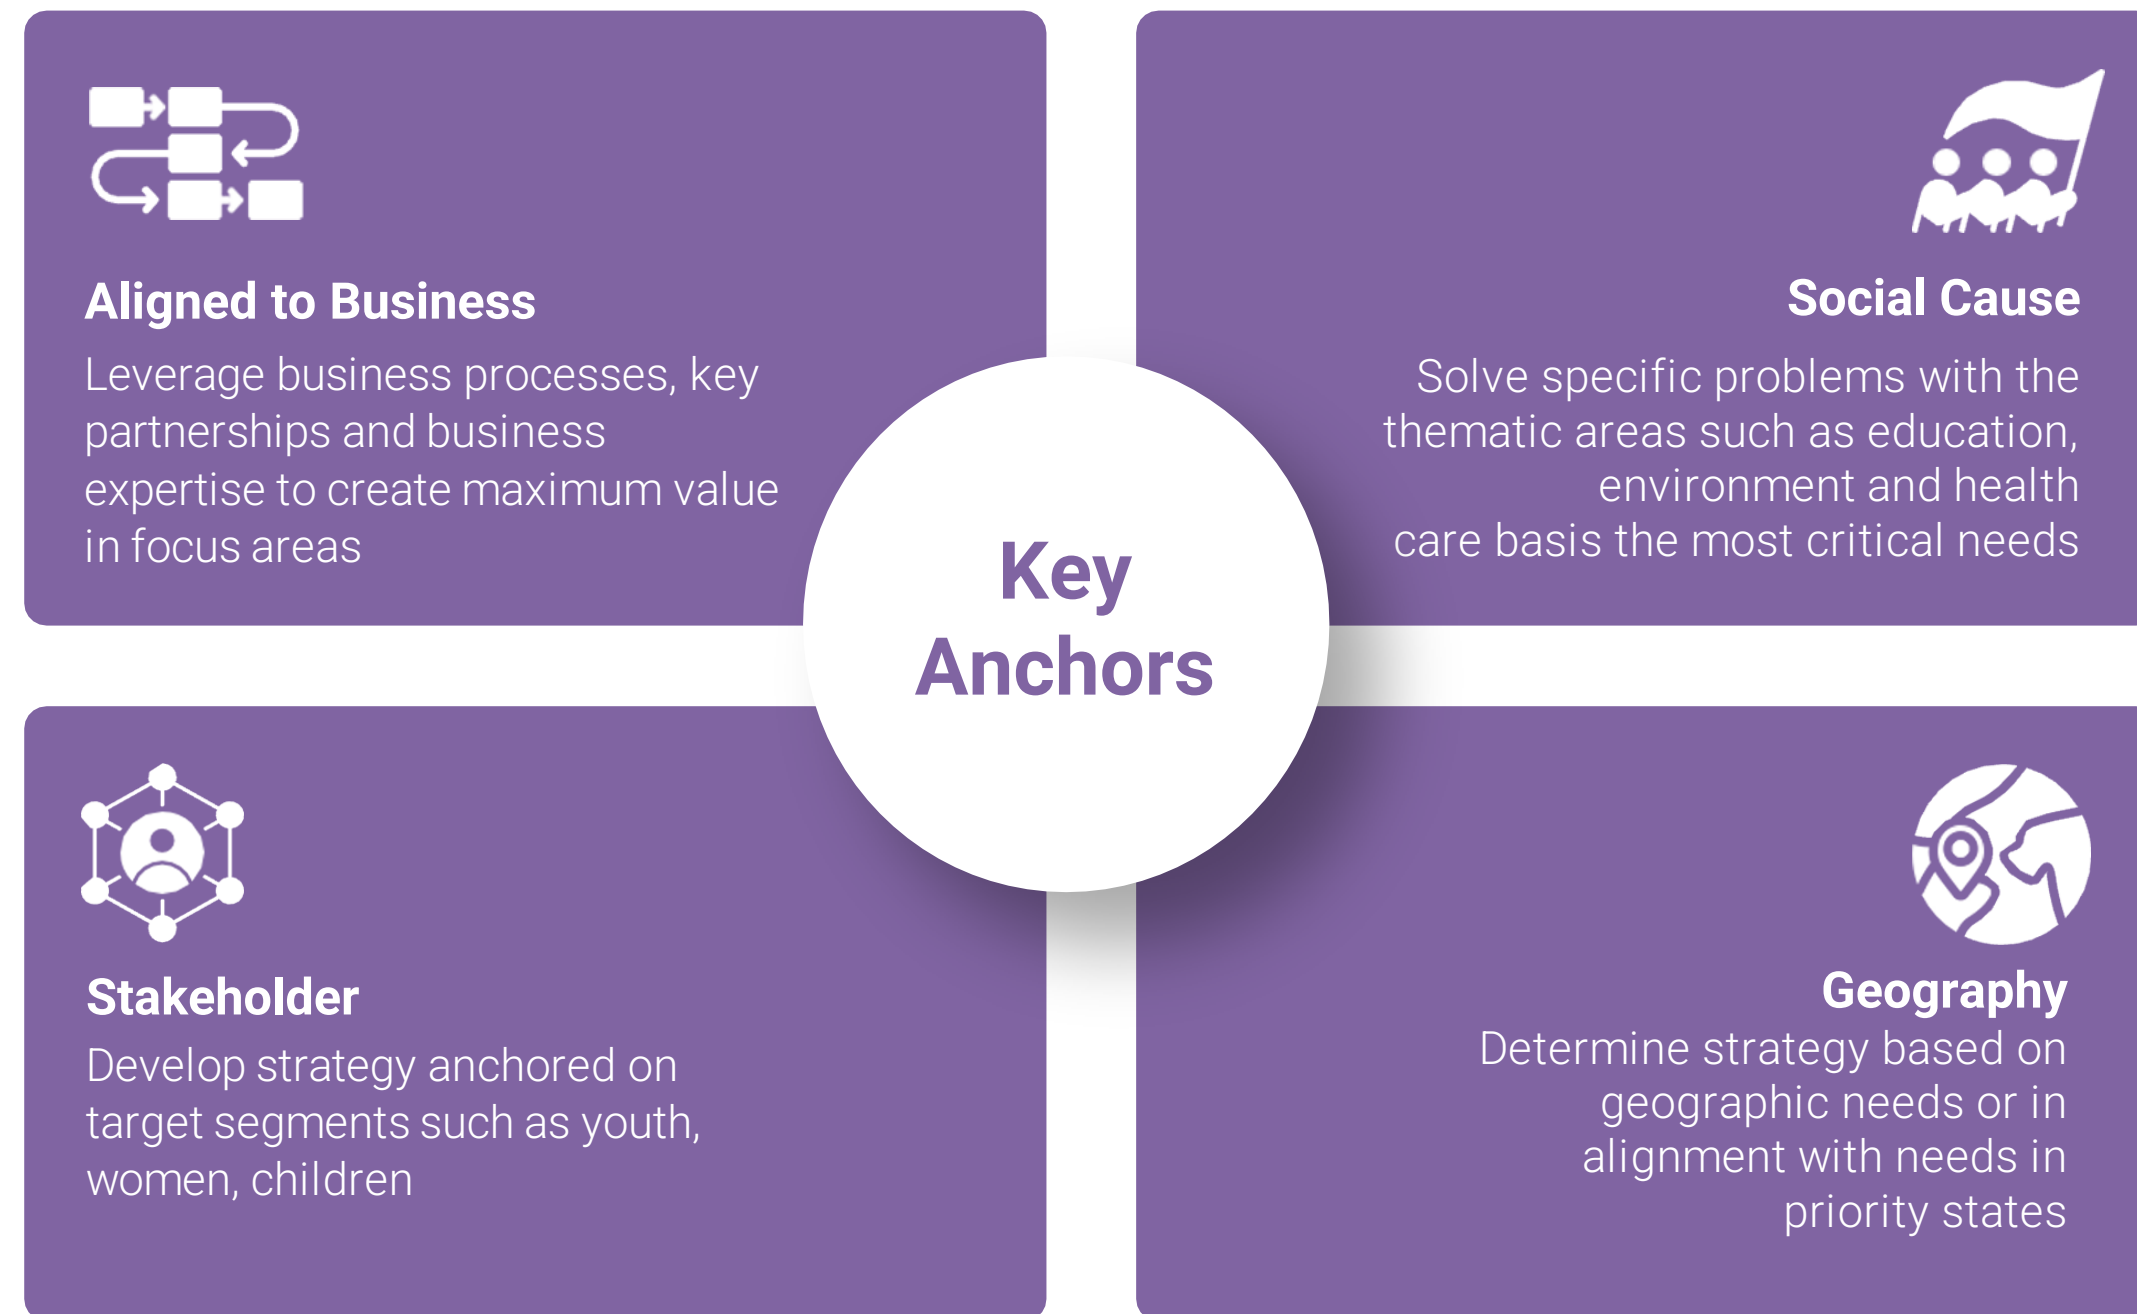 Aligned to Business
Leverage business processes, key
partnerships and business
expertise to create maximum value
in focus areas
Social Cause
Solve specific problems with the
thematic areas such as education,
environment and health
care basis the most critical needs
Key
Anchors
Stakeholder
Develop strategy anchored on
target segments such as youth,
women, children
Geography
Determine strategy based on
geographic needs or in
alignment with needs in
priority states